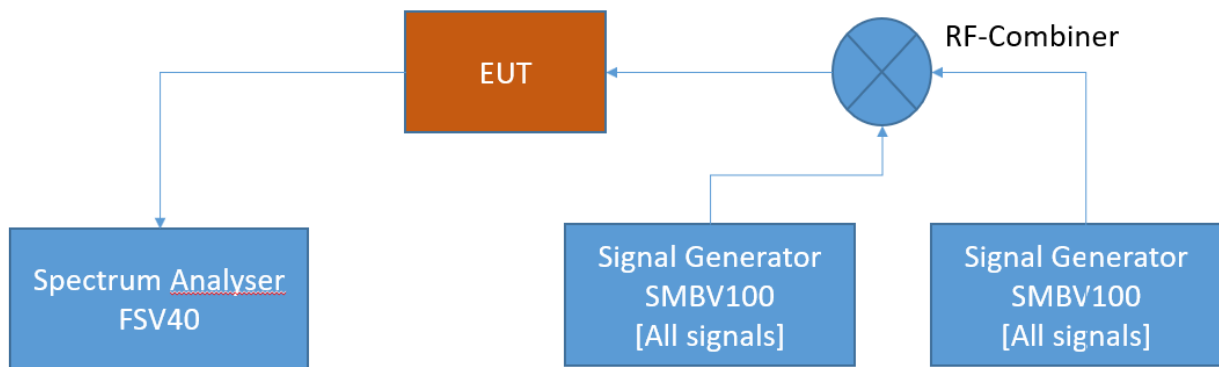 RF-Combiner
EUT
Spectrum Analyser
FSV40
Signal Generator
SMBV100
[All signals]
Signal Generator
SMBV100
[All signals]